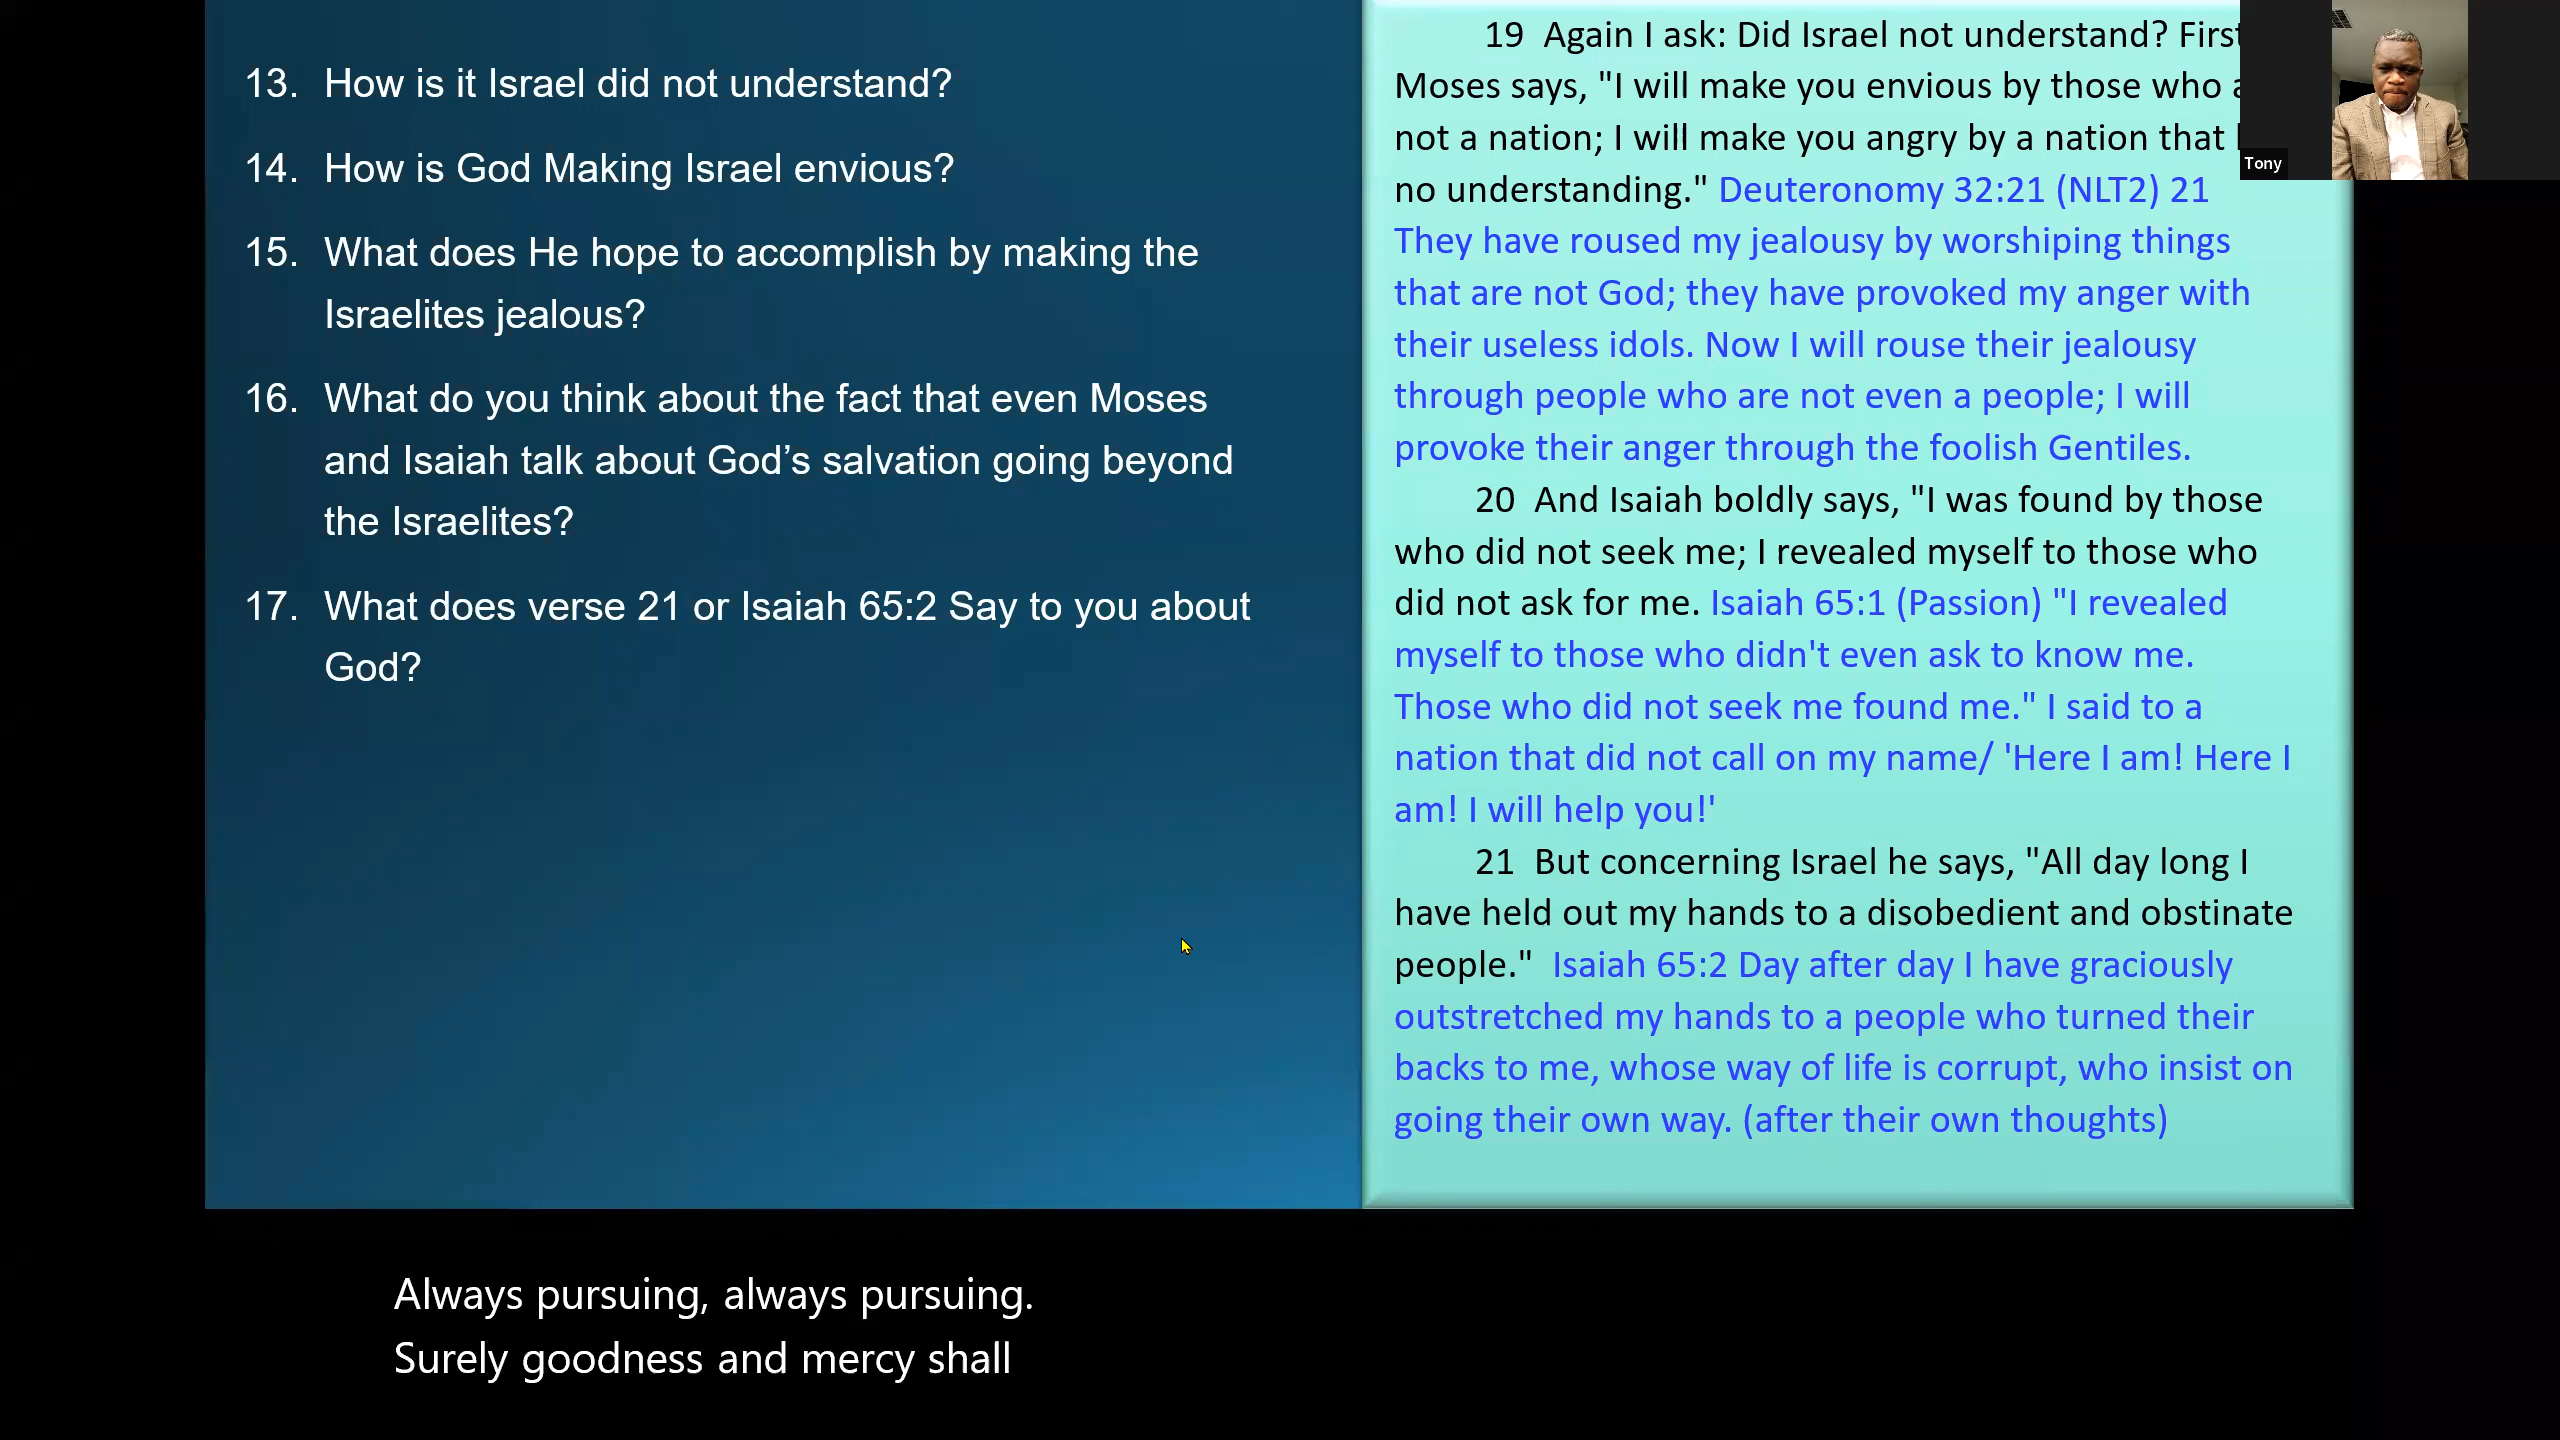 13. How is it Israel did not understand?
14. How is God Making Israel envious?
15. What does He hope to accomplish by making the
Israelites jealous?
16. What do you think about the fact that even Moses
and Isaiah talk about God’s salvation going beyond
the Israelites?
17. What does verse 21 or Isaiah 65:2 Say to you about
God?
19 Again I ask: Did Israel not understand? First
Moses says, "I will make you envious by those who
not a nation; I will make you angry by a nation that
no understanding." Deuteronomy 32:21 (NLT2) 21
They have roused my jealousy by worshiping things
that are not God; they have provoked my anger with
their useless idols. Now I will rouse their jealousy
through people who are not even a people; I will
provoke their anger through the foolish Gentiles.
20 And Isaiah boldly says, "I was found by those
who did not seek me; I revealed myself to those who
did not ask for me. Isaiah 65:1 (Passion) "I revealed
myself to those who didn't even ask to know me.
Those who did not seek me found me." I said to a
nation that did not call on my name/ 'Here I am! Here I
am! I will help you!'
21 But concerning Israel he says, "All day long I
have held out my hands to a disobedient and obstinate
people." Isaiah 65:2 Day after day I have graciously
outstretched my hands to a people who turned their
backs to me, whose way of life is corrupt, who insist on
going their own way. (after their own thoughts)
Tony
Always pursuing, always pursuing.
Surely goodness and mercy shall